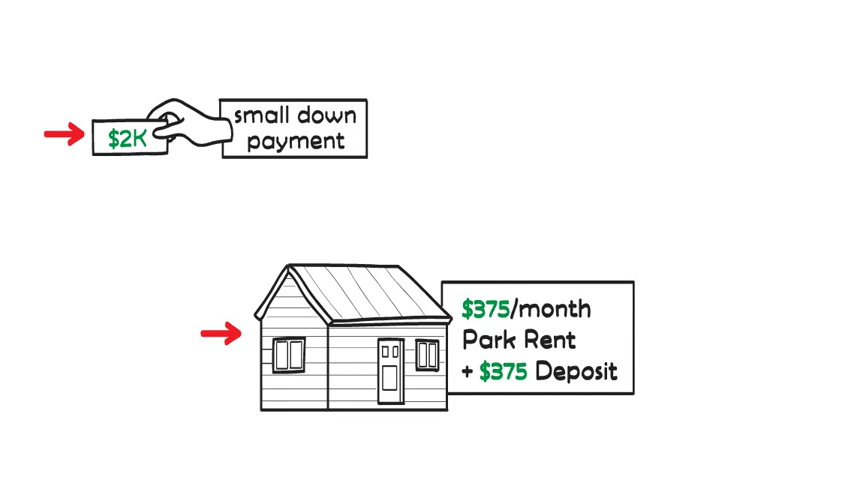 $2K
small down
payment
$375/month
Park Rent
+ $375 Deposit